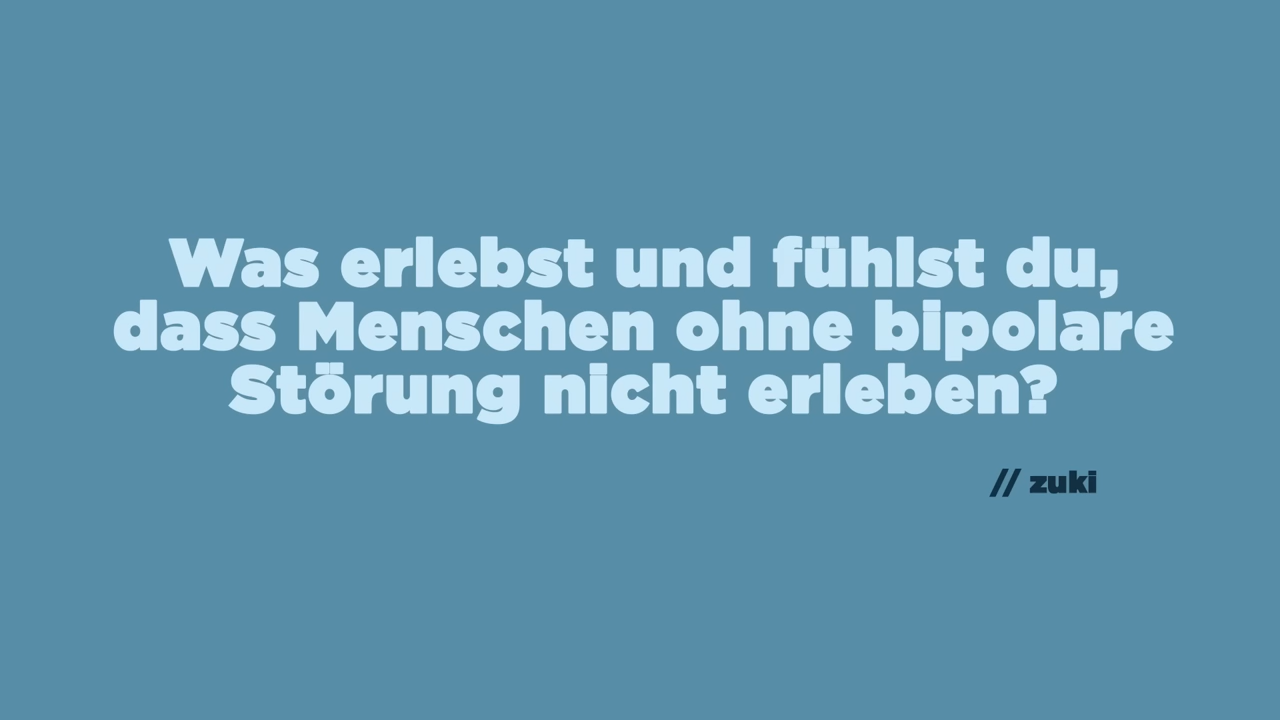 Was erlebst und fühlst du,
dass Menschen ohne bipolare
Störung nicht erleben?
// zuki